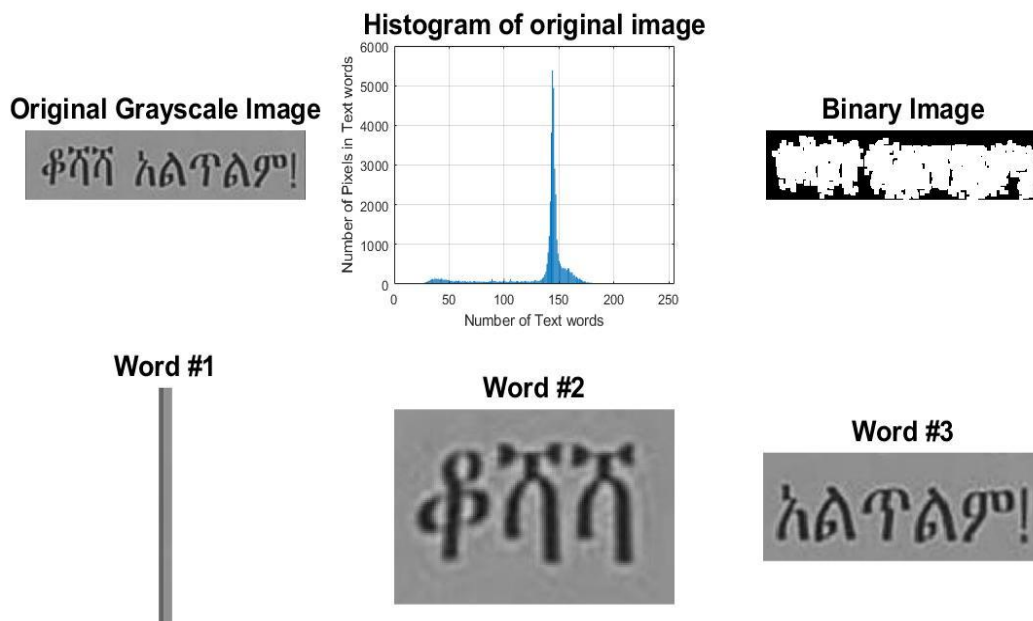 Histogram of original image
6000
5000
4000
3000
2000
1000
0
Number of Pixels in Text words
0 50 100 150 200 250
Number of Text words
Original Grayscale Image
ቆሻሻ አልጥልም!
Binary Image
Word #1
Word #2
ቆሻሻ
Word #3
አልጥልም!